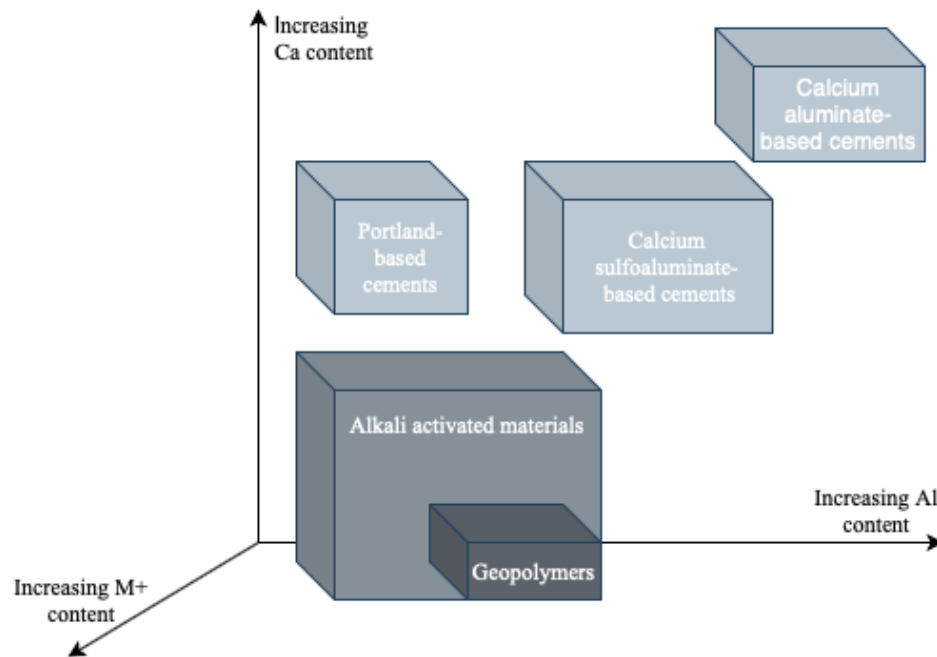 Increasing
Ca content
Calcium
aluminate-
based cements
Portland-
based
cements
Calcium
sulfoaluminate-
based cements
Alkali activated materials
Increasing Al
content
Geopolymers
Increasing M+
content